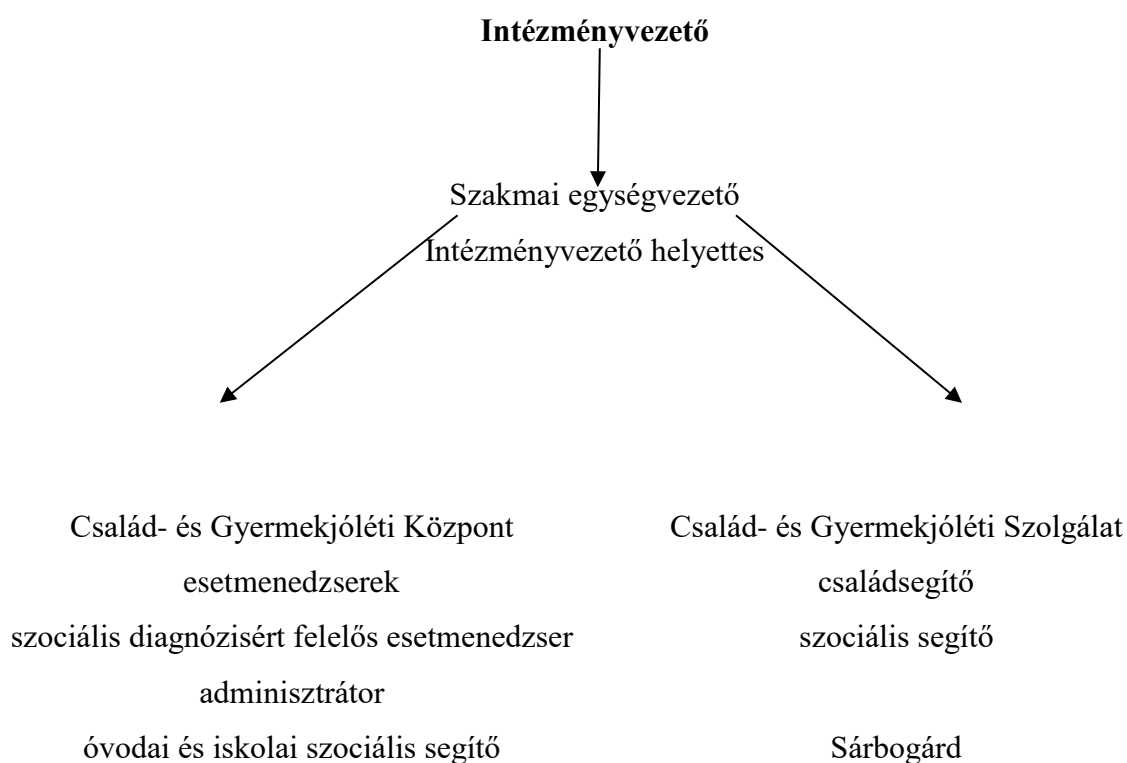 Intézményvezető
Szakmai egységvezető
Intézményvezető helyettes
Család- és Gyermekjóléti Központ
esetmenedzserek
szociális diagnózisért felelős esetmenedzser
adminisztrátor
óvodai és iskolai szociális segítő
Család- és Gyermekjóléti Szolgálat
családsegítő
szociális segítő
Sárbogárd